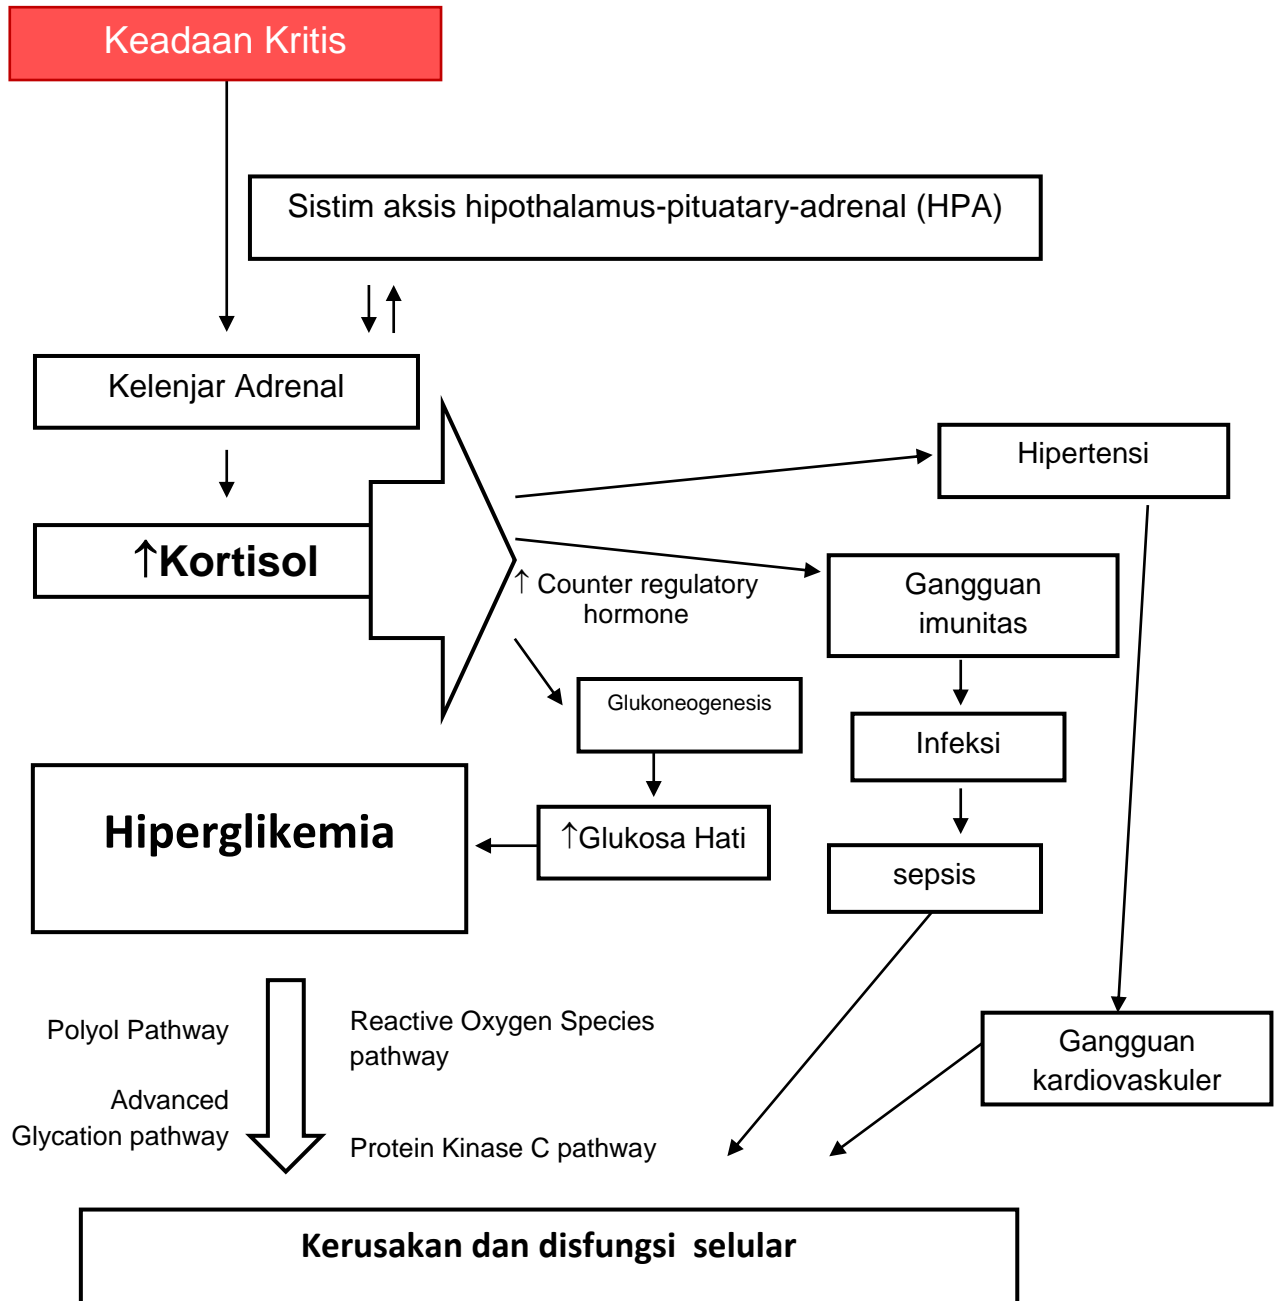 Keadaan Kritis
Sistim aksis hipothalamus-pituatary-adrenal (HPA)
Kelenjar Adrenal
↑Kortisol
Hipertensi
↑ Counter regulatory
hormone
Gangguan
imunitas
Glukoneogenesis
Infeksi
Hiperglikemia
↑Glukosa Hati
sepsis
Polyol Pathway
Reactive Oxygen Species
pathway
Advanced
Glycation pathway
Protein Kinase C pathway
Gangguan
kardiovaskuler
Kerusakan dan disfungsi  selular